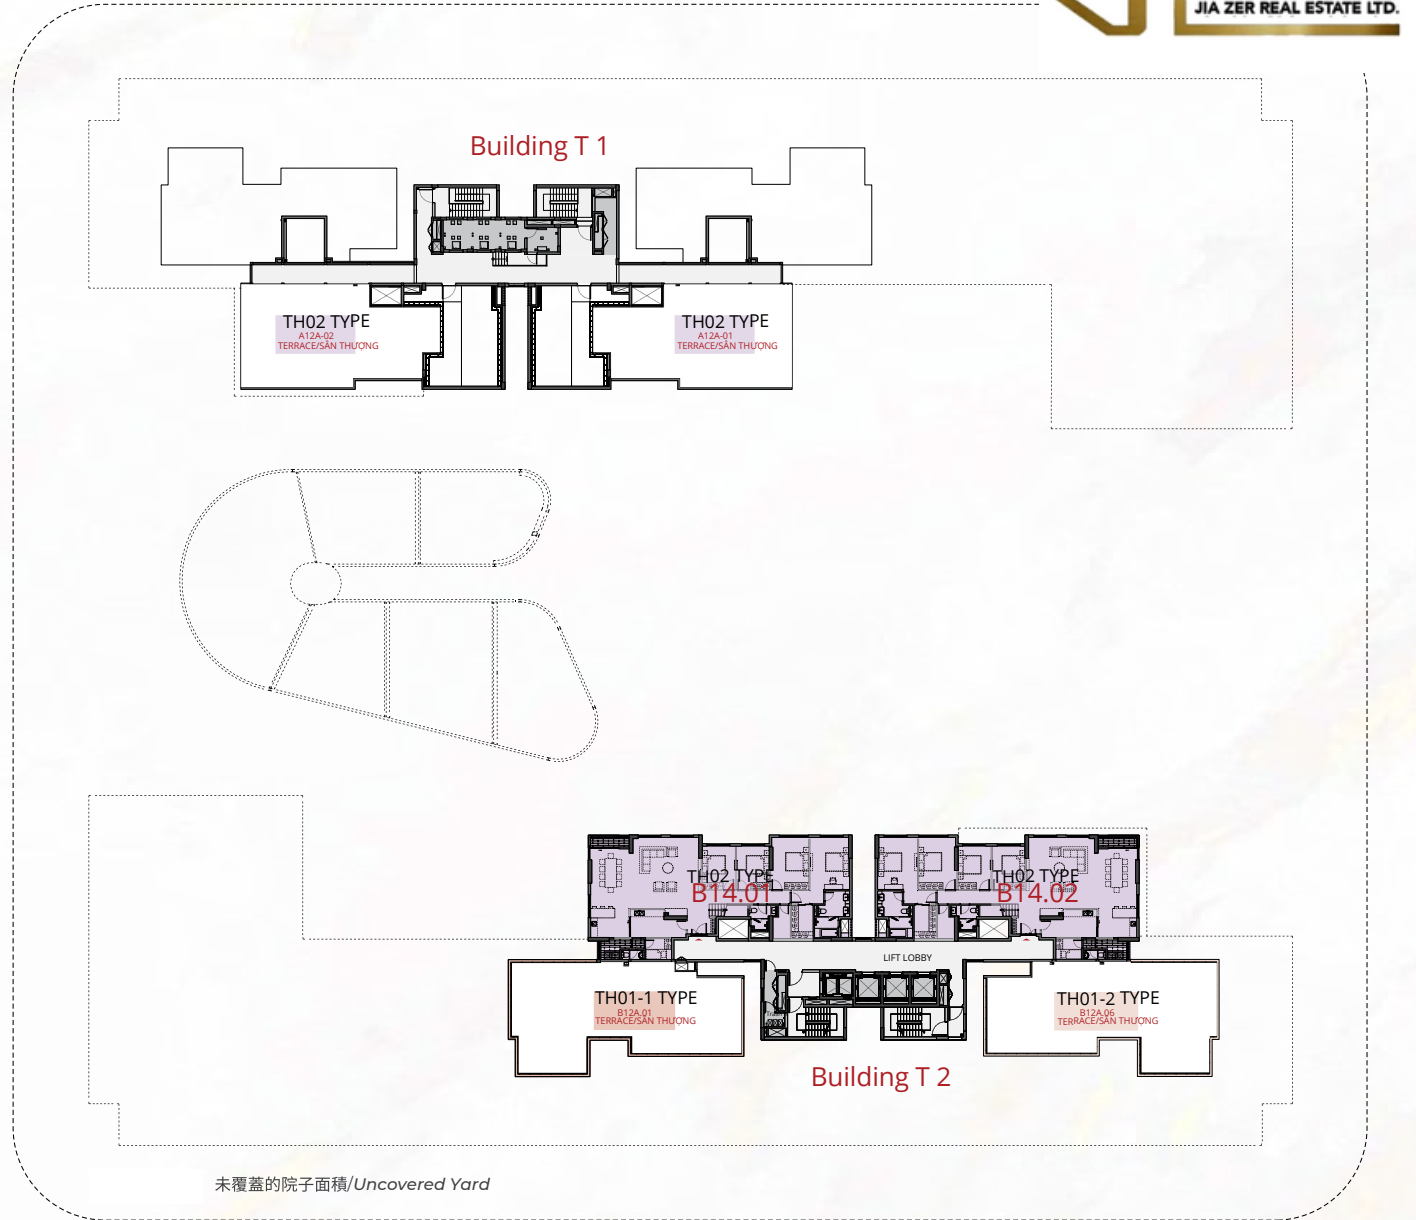 JIA ZER REAL ESTATE LTD.
Building T 1
TH02 TYPE
A12A-02
TERRACE/SÂN THƯỢNG
TH02 TYPE
A12A-01
TERRACE/SÂN THƯỢNG
TH02 TYPE
B14.01
TH02 TYPE
B14.02
LIFT LOBBY
TH01-1 TYPE
B12A.01
TERRACE/SÂN THƯỢNG
TH01-2 TYPE
B12A.06
TERRACE/SÂN THƯỢNG
Building T 2
未覆蓋的院子面積/Uncovered Yard